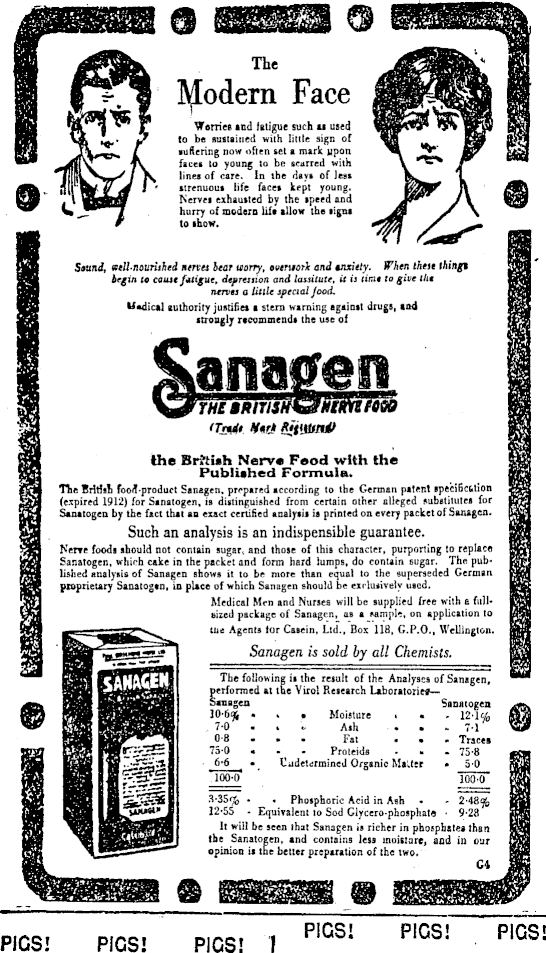 The
Modern Face
Worries and fatigue such as used
to be sustained with little sign of
suffering now often set a mark upon
faces to young to be scarred with
lines of care. In the days of less
strenuous life faces kept young.
Nerves exhausted by the speed and
hurry of modern life allow the signs
to show.
Sound, well-nourished nerves bear worry, overwork and anxiety. When these things
begin to cause fatigue, depression and lassitude, it is time to give the
nerves a little special food.
Medical authority justifies a stern warning against drugs, and
strongly recommends the use of
Sanagen
THE BRITISH NERVE FOOD
(Trade Mark Registered)
the British Nerve Food with the
Published Formula.
The British food-product Sanagen, prepared according to the German patent specification
(expired 1912) for Sanatogen, is distinguished from certain other alleged substitutes for
Sanatogen by the fact that an exact certified analysis is printed on every packet of Sanagen.
Such an analysis is an indispensible guarantee.
Nerve foods should not contain sugar, and those of this character, purporting to replace
Sanatogen, which cake in the packet and form hard lumps, do contain sugar. The pub-
lished analysis of Sanagen shows it to be more than equal to the superseded German
proprietary Sanatogen, in place of which Sanagen should be exclusively used.
Medical Men and Nurses will be supplied free with a full-
sized package of Sanagen, as a sample, on application to
the Agents for Casein, Ltd., Box 118, G.P.O., Wellington.
Sanagen is sold by all Chemists.
The following is the result of the Analyses of Sanagen,
performed at the Virol Research Laboratories—
Sanagen Sanatogen
10·6% Moisture 12·1%
7·0 Ash 7·1
0·8 Fat Traces
75·0 Proteids 75·8
6·6 Undetermined Organic Matter 5·0
100·0 100·0
3·35% Phosphoric Acid in Ash 2·48%
12·55 - Equivalent to Sod Glycero-phosphate - 9·28
It will be seen that Sanagen is richer in phosphates than
the Sanatogen, and contains less moisture, and in our
opinion is the better preparation of the two.
G4
SANAGEN
SANAGEN
PIGS! PIGS! PIGS! PIGS! PIGS! PIGS!